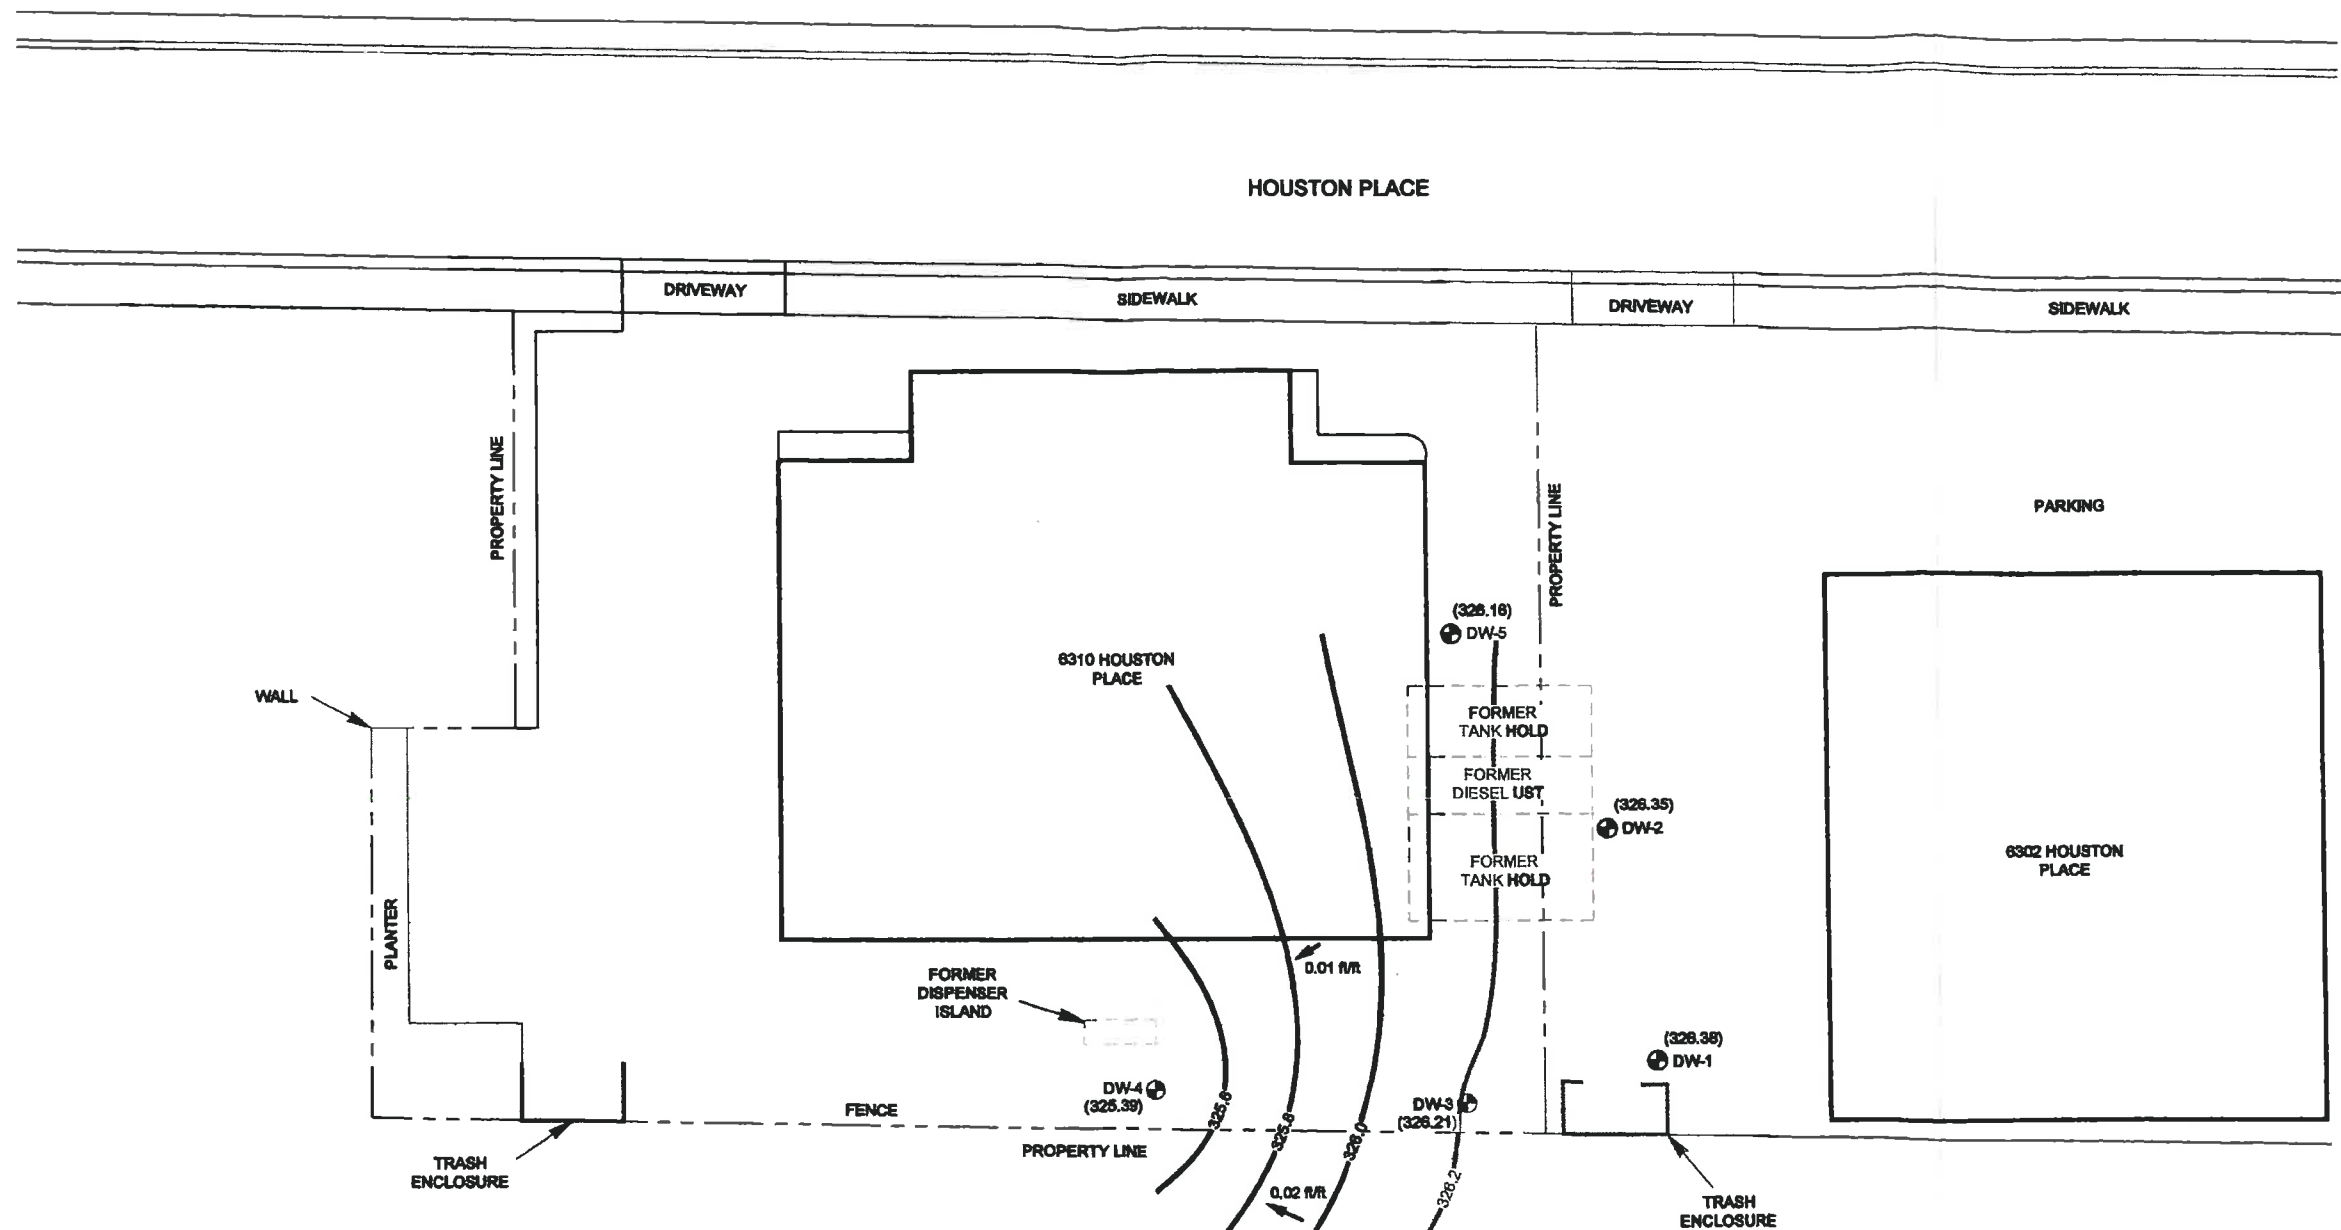 HOUSTON PLACE
DRIVEWAY
SIDEWALK
DRIVEWAY
SIDEWALK
PROPERTY LINE
PROPERTY LINE
PARKING
(326.16)
DW-5
6310 HOUSTON
PLACE
WALL
FORMER
TANK HOLD
FORMER
DIESEL UST
(326.35)
DW-2
FORMER
TANK HOLD
6302 HOUSTON
PLACE
PLANTER
0.01 ft/ft
FORMER
DISPENSER
ISLAND
(326.38)
DW-1
DW-4
(325.39)
FENCE
DW-3
(326.21)
325.6
325.8
326.0
PROPERTY LINE
TRASH
ENCLOSURE
326.2
0.02 ft/ft
TRASH
ENCLOSURE